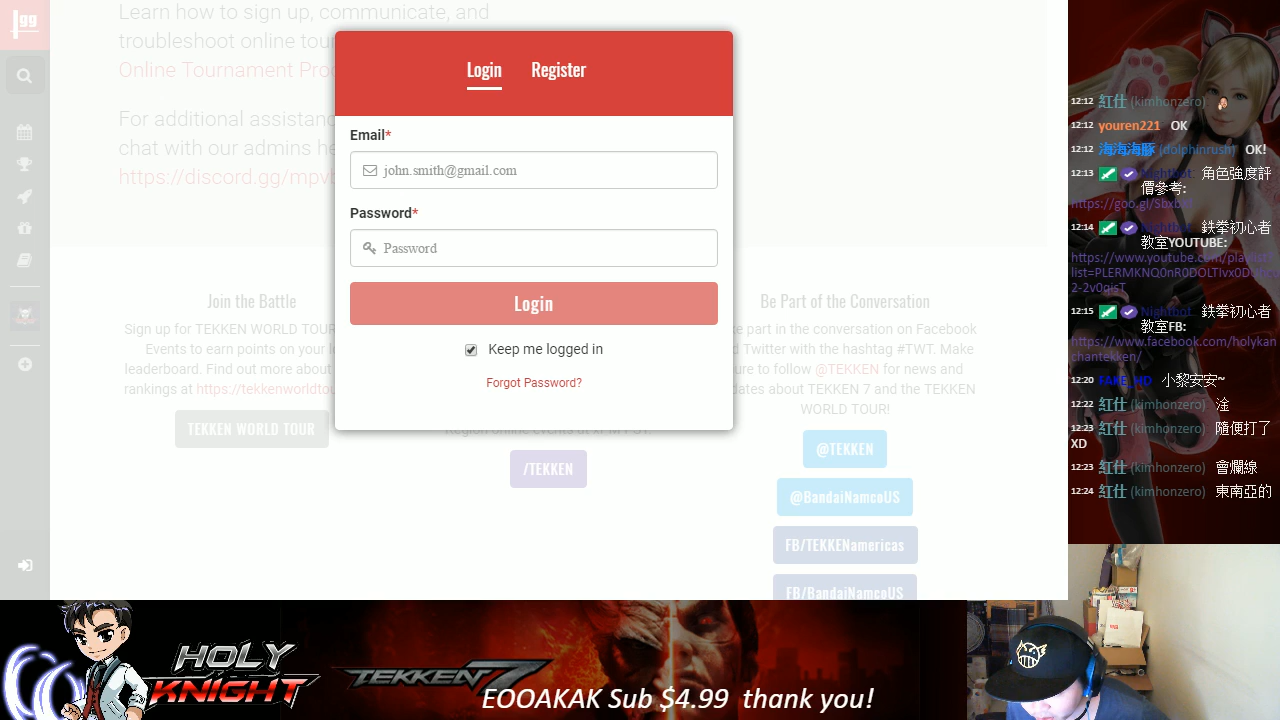 .gg
Learn how to sign up, communicate, and
troubleshoot online tour
Online Tournament Proc
For additional assistanc
chat with our admins he
https://discord.gg/mpvb
Login
Register
Email*
john.smith@gmail.com
Password*
Password
Login
Keep me logged in
Forgot Password?
Join the Battle
Sign up for TEKKEN WORLD TOUR
Events to earn points on your
leaderboard. Find out more about
rankings at https://tekkenworldtou
TEKKEN WORLD TOUR
/TEKKEN
Be Part of the Conversation
ke part in the conversation on Facebook
d Twitter with the hashtag #TWT. Make
ure to follow @TEKKEN for news and
dates about TEKKEN 7 and the TEKKEN
WORLD TOUR!
@TEKKEN
@BandaiNamcoUS
FB/TEKKENamericas
FB/BandaiNamcoUS
12:12 紅仕 (kimhonzero)
12:12 youren221 OK
12:12 海海海豚 (dolphinrush) OK!
12:13 Nightbot: 角色強度評
價參考:
https://goo.gl/
12:14 Nightbot: 鉄拳初心者
教室YOUTUBE:
https://www.youtube.com/playlist?
12:15 Nightbot: 鉄拳初心者
教室FB:
https://www.facebook.com/holykan
chantekken/
12:20 FAKE_HD 小黎安安~
12:22 紅仕 (kimhonzero) 淦
12:23 紅仕 (kimhonzero) 隨便打了
XD
12:23 紅仕 (kimhonzero) 會爛線
12:24 紅仕 (kimhonzero) 東南亞的
HOLY
KNIGHT
TEKKEN 7
EOOAKAK Sub $4.99 thank you!